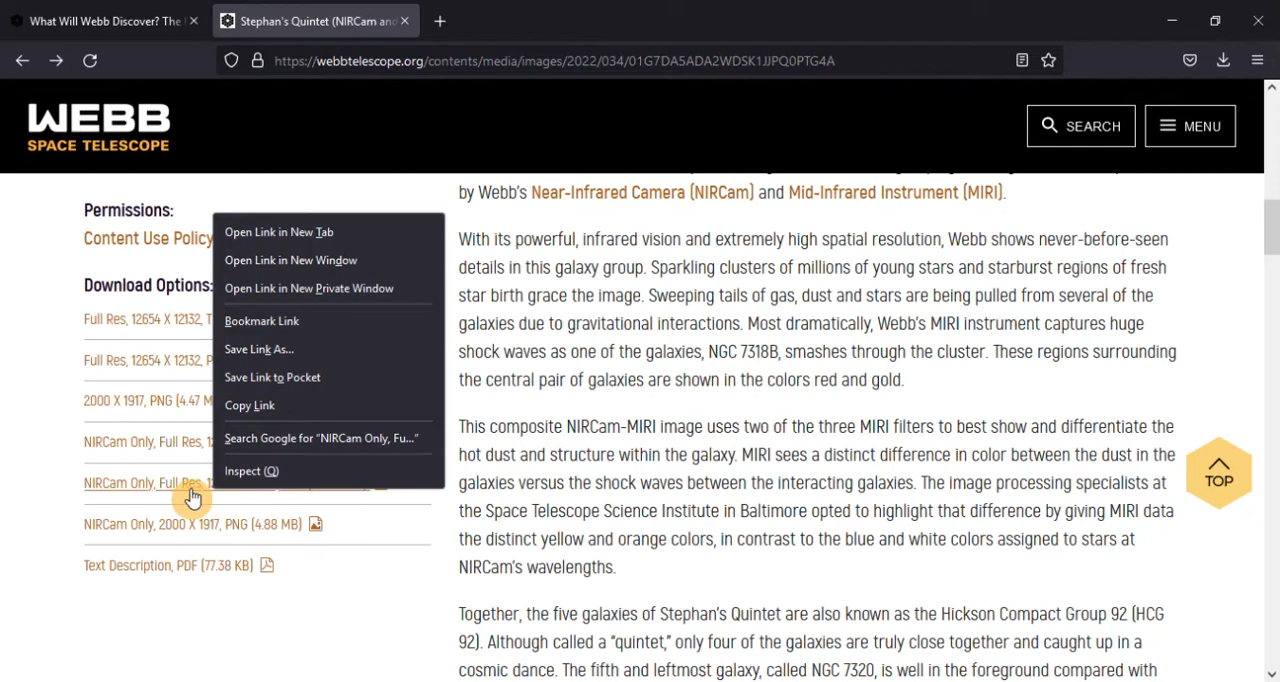 What Will Webb Discover? The
Stephan's Quintet (NIRCam and
https://webbtelescope.org/contents/media/images/2022/034/01G7DA5ADA2WDSK1JJPQ0PTG4A
WEBB
SPACE TELESCOPE
SEARCH
MENU
Permissions:
Content Use Policy
Download Options:
Full Res, 12654 X 12132, T
Full Res, 12654 X 12132, P
2000 X 1917, PNG (4.47 M
NIRCam Only, Full Res, 12
NIRCam Only, Full Res, 12
NIRCam Only, 2000 X 1917, PNG (4.88 MB)
Text Description, PDF (77.38 KB)
Open Link in New Tab
Open Link in New Window
Open Link in New Private Window
Bookmark Link
Save Link As...
Save Link to Pocket
Copy Link
Search Google for "NIRCam Only, Fu..."
Inspect (Q)
by Webb's Near-Infrared Camera (NIRCam) and Mid-Infrared Instrument (MIRI).
With its powerful, infrared vision and extremely high spatial resolution, Webb shows never-before-seen
details in this galaxy group. Sparkling clusters of millions of young stars and starburst regions of fresh
star birth grace the image. Sweeping tails of gas, dust and stars are being pulled from several of the
galaxies due to gravitational interactions. Most dramatically, Webb's MIRI instrument captures huge
shock waves as one of the galaxies, NGC 7318B, smashes through the cluster. These regions surrounding
the central pair of galaxies are shown in the colors red and gold.
This composite NIRCam-MIRI image uses two of the three MIRI filters to best show and differentiate the
hot dust and structure within the galaxy. MIRI sees a distinct difference in color between the dust in the
galaxies versus the shock waves between the interacting galaxies. The image processing specialists at
the Space Telescope Science Institute in Baltimore opted to highlight that difference by giving MIRI data
the distinct yellow and orange colors, in contrast to the blue and white colors assigned to stars at
NIRCam's wavelengths.
Together, the five galaxies of Stephan's Quintet are also known as the Hickson Compact Group 92 (HCG
92). Although called a "quintet," only four of the galaxies are truly close together and caught up in a
cosmic dance. The fifth and leftmost galaxy, called NGC 7320, is well in the foreground compared with
TOP